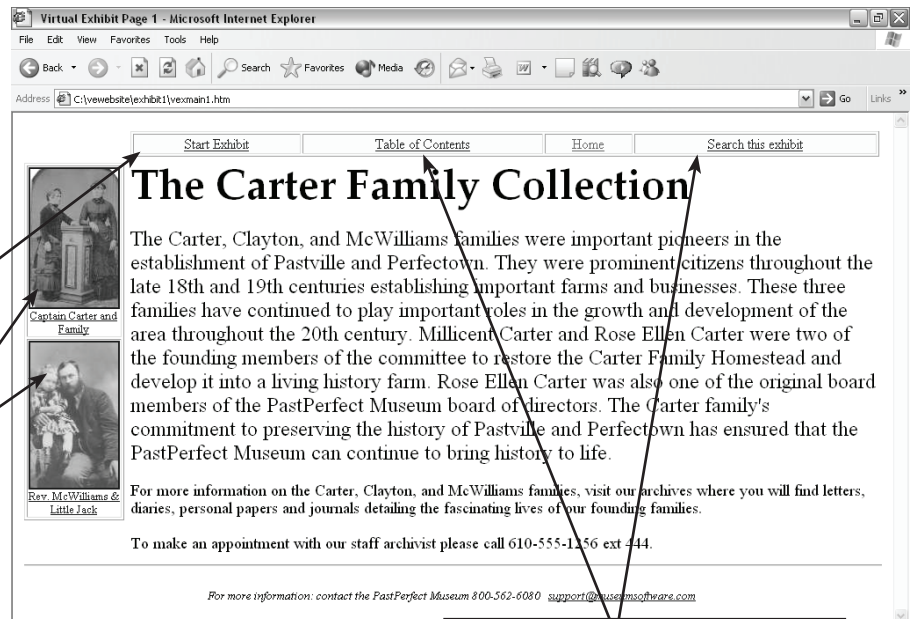 Virtual Exhibit Page 1 - Microsoft Internet Explorer
File Edit View Favorites Tools Help
Back Search Favorites Media
Address C:\vewebsite\exhibit1\vexmain1.htm Go Links »
Start Exhibit Table of Contents Home Search this exhibit
The Carter Family Collection
The Carter, Clayton, and McWilliams families were important pioneers in the
establishment of Pastville and Perfectown. They were prominent citizens throughout the
late 18th and 19th centuries establishing important farms and businesses. These three
families have continued to play important roles in the growth and development of the
area throughout the 20th century. Millicent Carter and Rose Ellen Carter were two of
the founding members of the committee to restore the Carter Family Homestead and
develop it into a living history farm. Rose Ellen Carter was also one of the original board
members of the PastPerfect Museum board of directors. The Carter family's
commitment to preserving the history of Pastville and Perfectown has ensured that the
PastPerfect Museum can continue to bring history to life.
Captain Carter and
Family
Rev. McWilliams &
Little Jack
For more information on the Carter, Clayton, and McWilliams families, visit our archives where you will find letters,
diaries, personal papers and journals detailing the fascinating lives of our founding families.
To make an appointment with our staff archivist please call 610-555-1256 ext 444.
For more information: contact the PastPerfect Museum 800-562-6080 support@museumsoftware.com